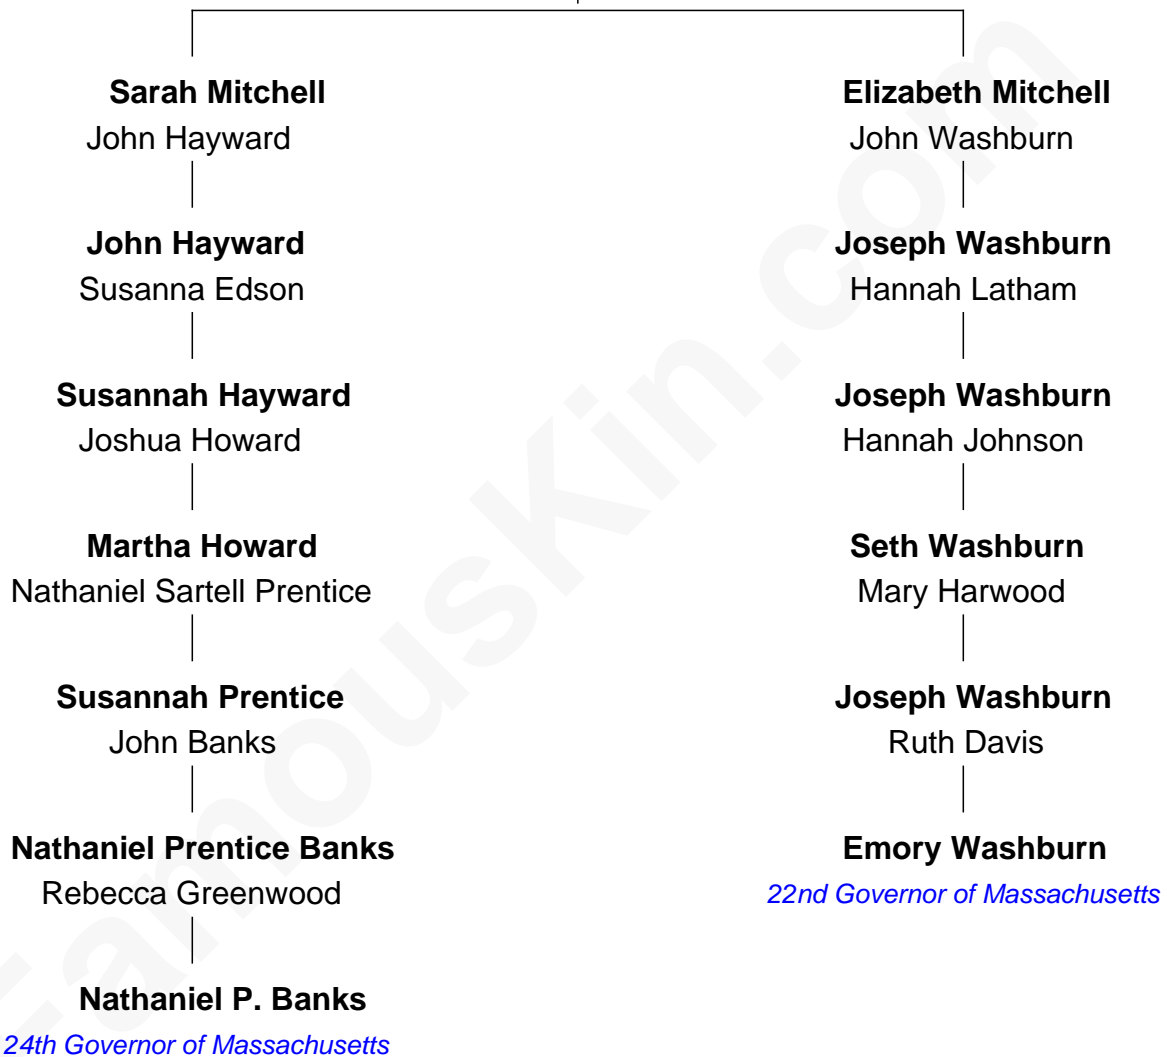 Sarah Mitchell
John Hayward
John Hayward
Susanna Edson
Susannah Hayward
Joshua Howard
Martha Howard
Nathaniel Sartell Prentice
Susannah Prentice
John Banks
Nathaniel Prentice Banks
Rebecca Greenwood
Nathaniel P. Banks
24th Governor of Massachusetts
Elizabeth Mitchell
John Washburn
Joseph Washburn
Hannah Latham
Joseph Washburn
Hannah Johnson
Seth Washburn
Mary Harwood
Joseph Washburn
Ruth Davis
Emory Washburn
22nd Governor of Massachusetts
FamousKin.com